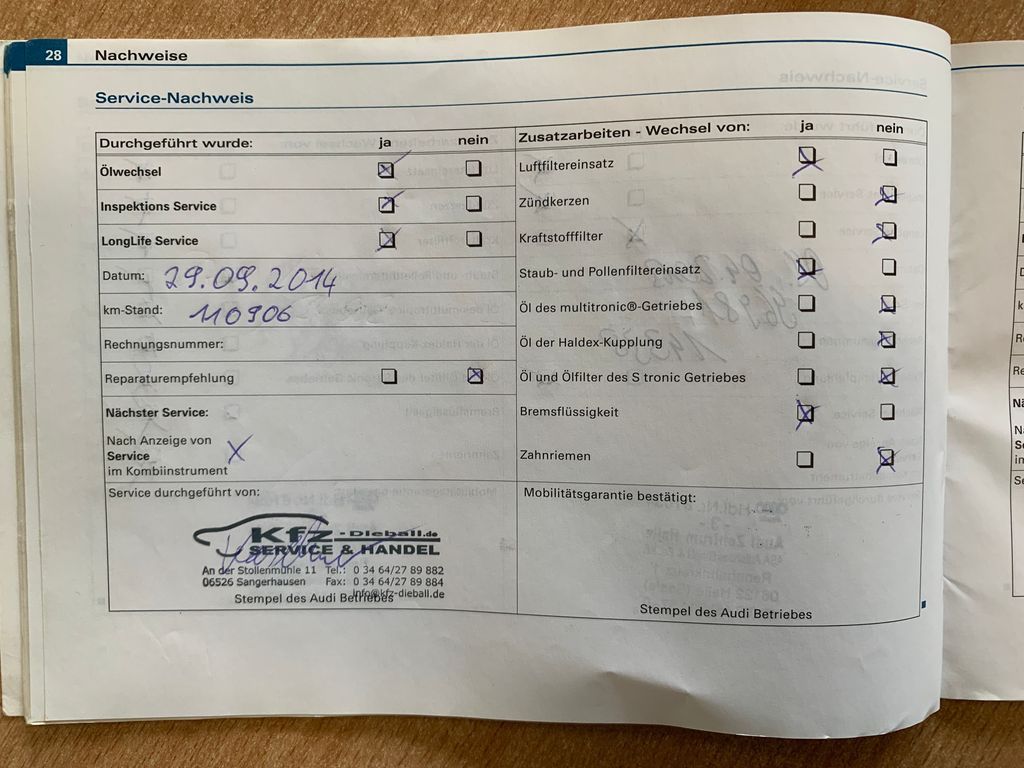 28 Nachweise
Service-Nachweis
Durchgeführt wurde: ja nein
Ölwechsel
Inspektions Service
LongLife Service
Datum: 29.09.2014
km-Stand: 110906
Rechnungsnummer:
Reparaturempfehlung
Nächster Service:
Nach Anzeige von
Service
im Kombiinstrument
Service durchgeführt von:
Kfz - Dieball.de
SERVICE & HANDEL
An der Stollenmühle 11 Tel.: 0 34 64/27 89 882
06526 Sangerhausen Fax: 0 34 64/27 89 884
info@kfz-dieball.de
Stempel des Audi Betriebes
Zusatzarbeiten - Wechsel von: ja nein
Luftfiltereinsatz
Zündkerzen
Kraftstofffilter
Staub- und Pollenfiltereinsatz
Öl des multitronic®-Getriebes
Öl der Haldex-Kupplung
Öl und Ölfilter des S tronic Getriebes
Bremsflüssigkeit
Zahnriemen
Mobilitätsgarantie bestätigt:
Stempel des Audi Betriebes